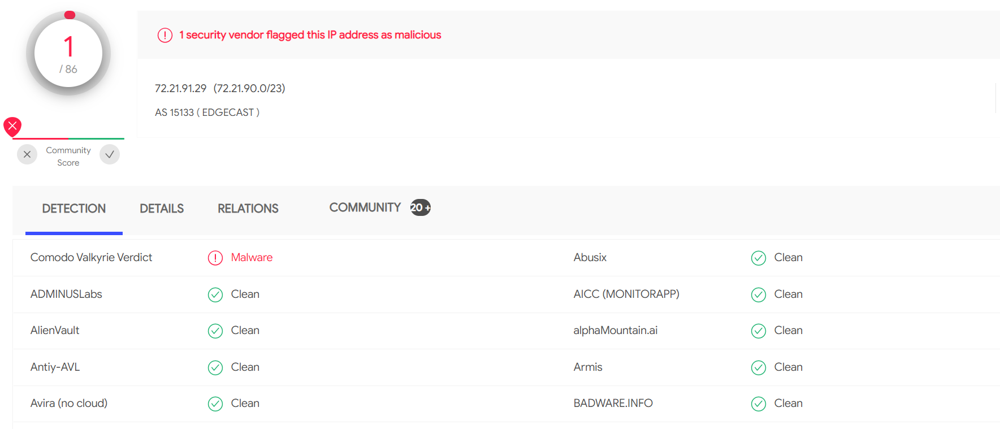 1
/ 86
1 security vendor flagged this IP address as malicious
72.21.91.29 (72.21.90.0/23)
AS 15133 ( EDGECAST )
Community
Score
DETECTION DETAILS RELATIONS COMMUNITY 20 +
Comodo Valkyrie Verdict Malware Abusix Clean
ADMINUSLabs Clean AICC (MONITORAPP) Clean
AlienVault Clean alphaMountain.ai Clean
Antiy-AVL Clean Armis Clean
Avira (no cloud) Clean BADWARE.INFO Clean